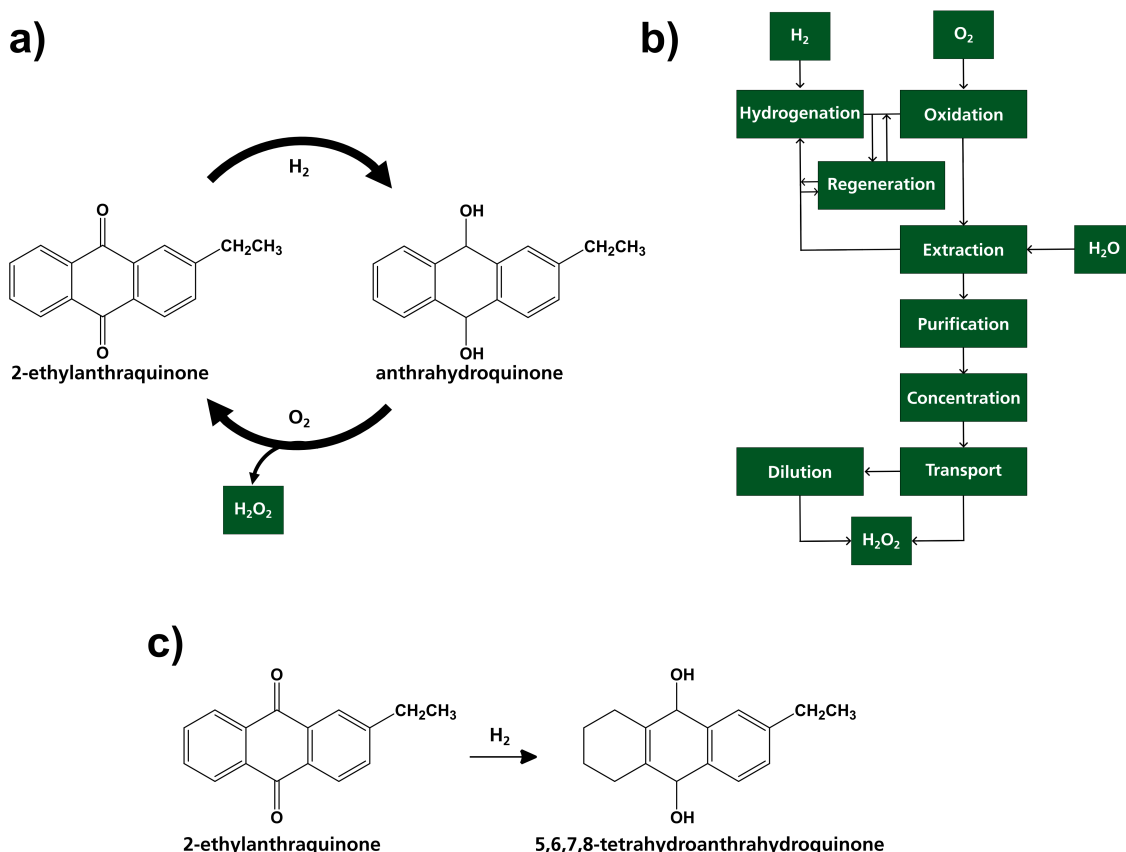 a)
H₂
O
CH₂CH₃
O
2-ethylanthraquinone
OH
CH₂CH₃
OH
anthrahydroquinone
O₂
H₂O₂
b)
H₂
O₂
Hydrogenation
Oxidation
Regeneration
Extraction
H₂O
Purification
Concentration
Dilution
Transport
H₂O₂
c)
O
CH₂CH₃
O
2-ethylanthraquinone
H₂
OH
CH₂CH₃
OH
5,6,7,8-tetrahydroanthrahydroquinone